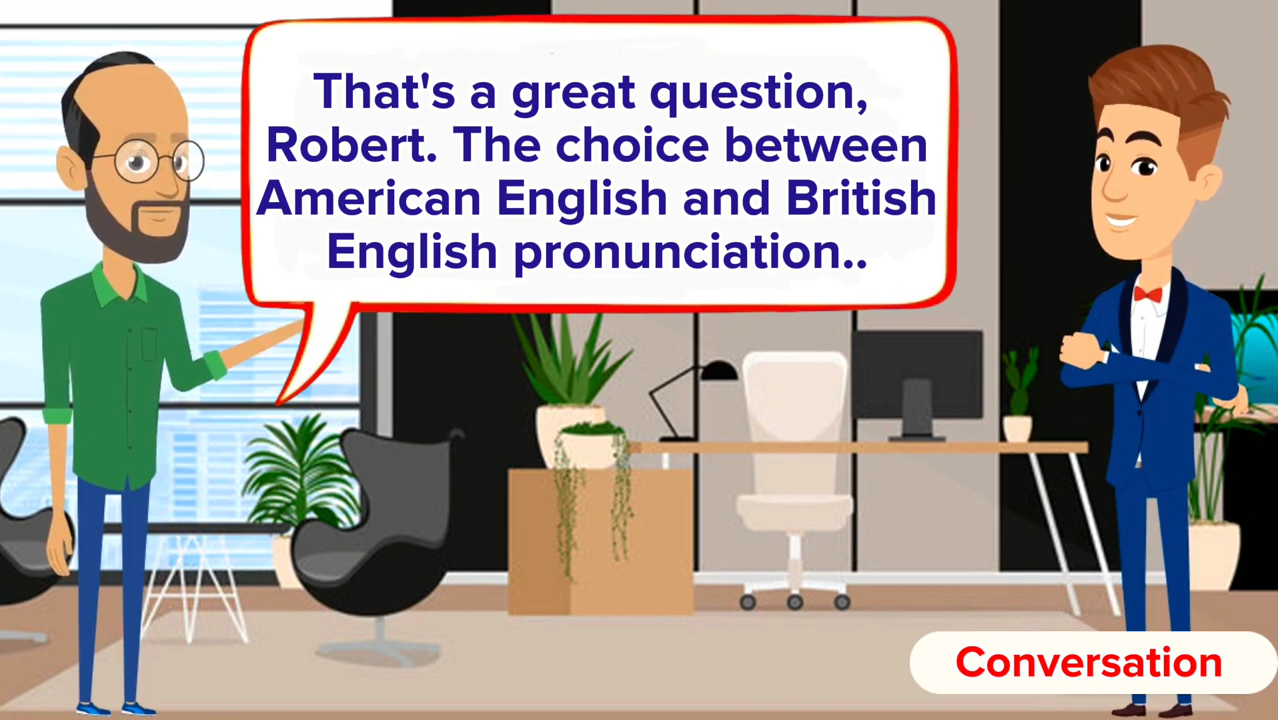 That's a great question,
Robert. The choice between
American English and British
English pronunciation..
Conversation